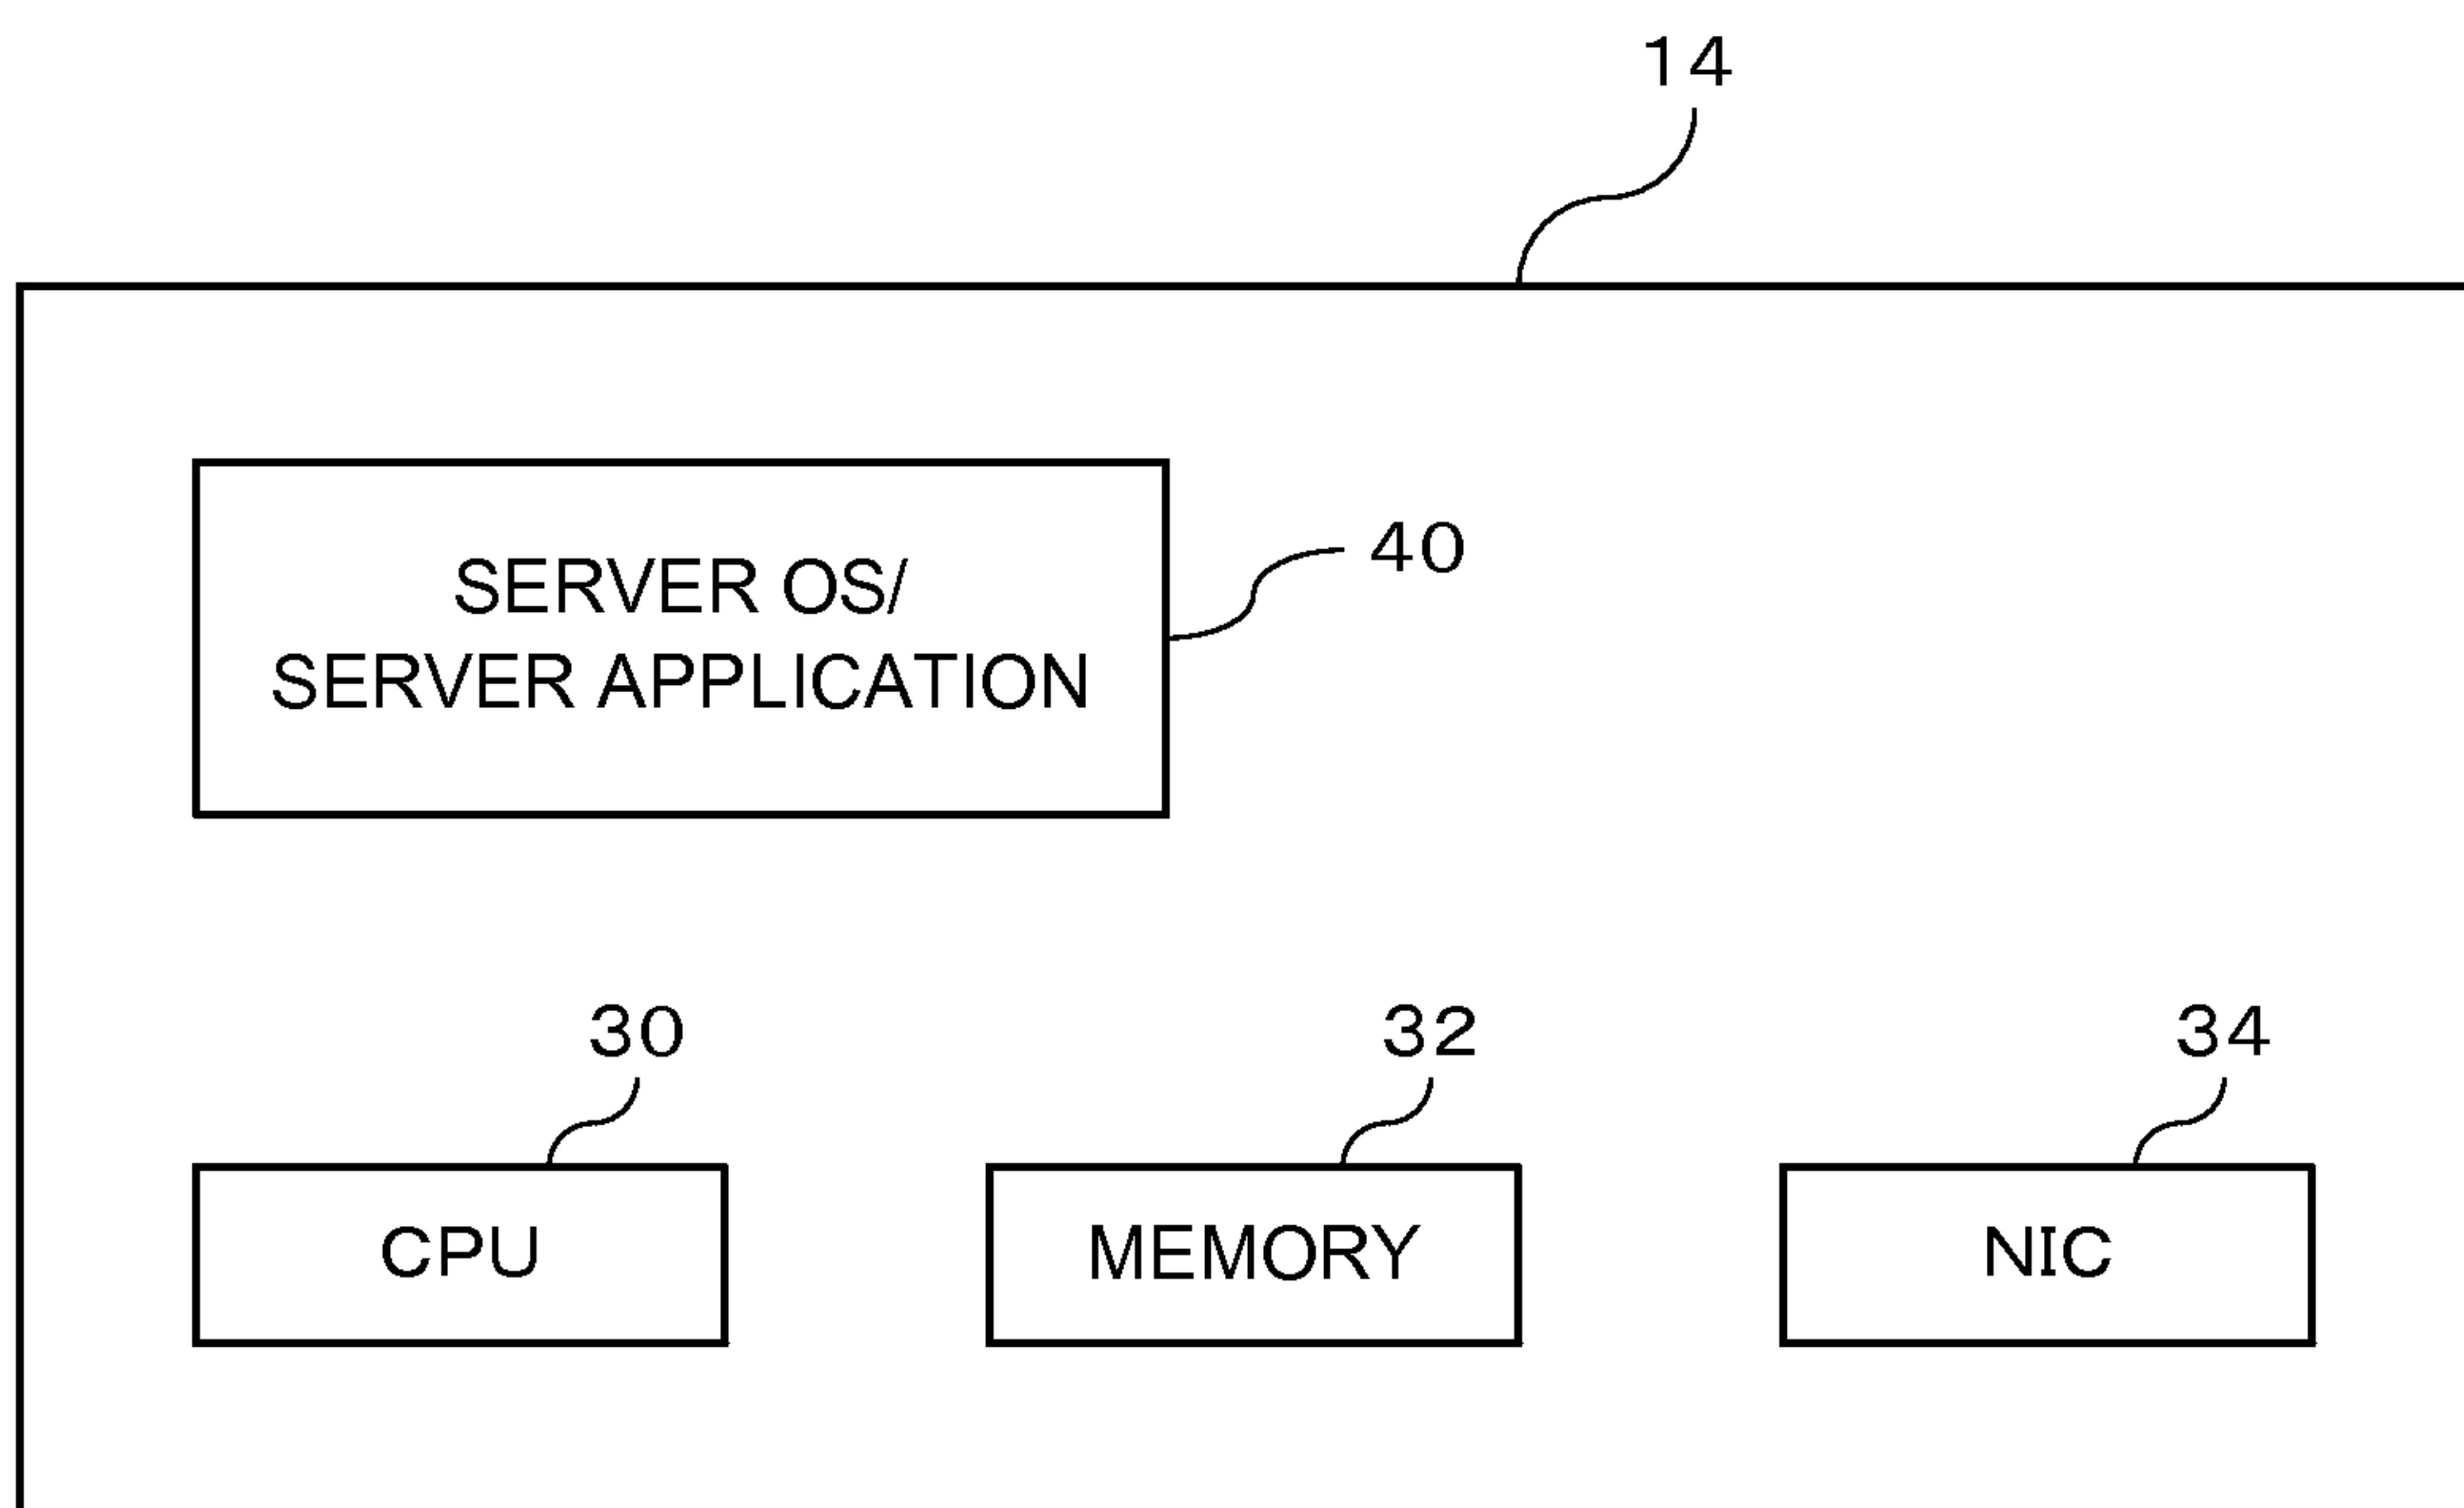 14
SERVER OS/
SERVER APPLICATION
40
30
32
34
CPU
MEMORY
NIC